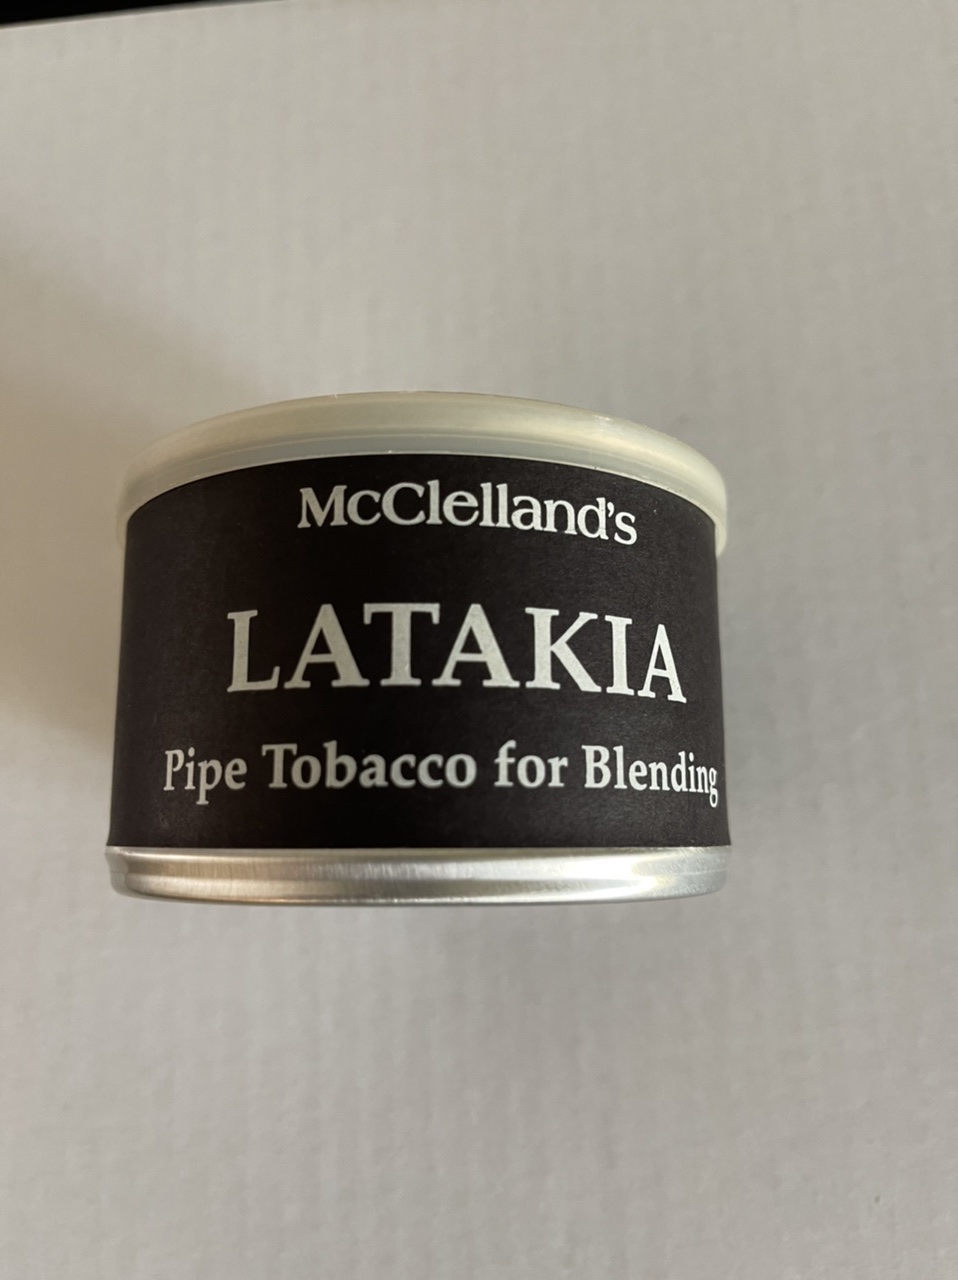 McClelland's
LATAKIA
Pipe Tobacco for Blending